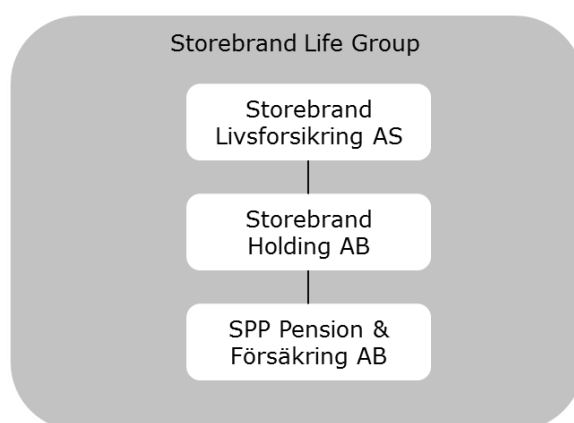 Storebrand Life Group
Storebrand
Livsforsikring AS
Storebrand
Holding AB
SPP Pension &
Försäkring AB